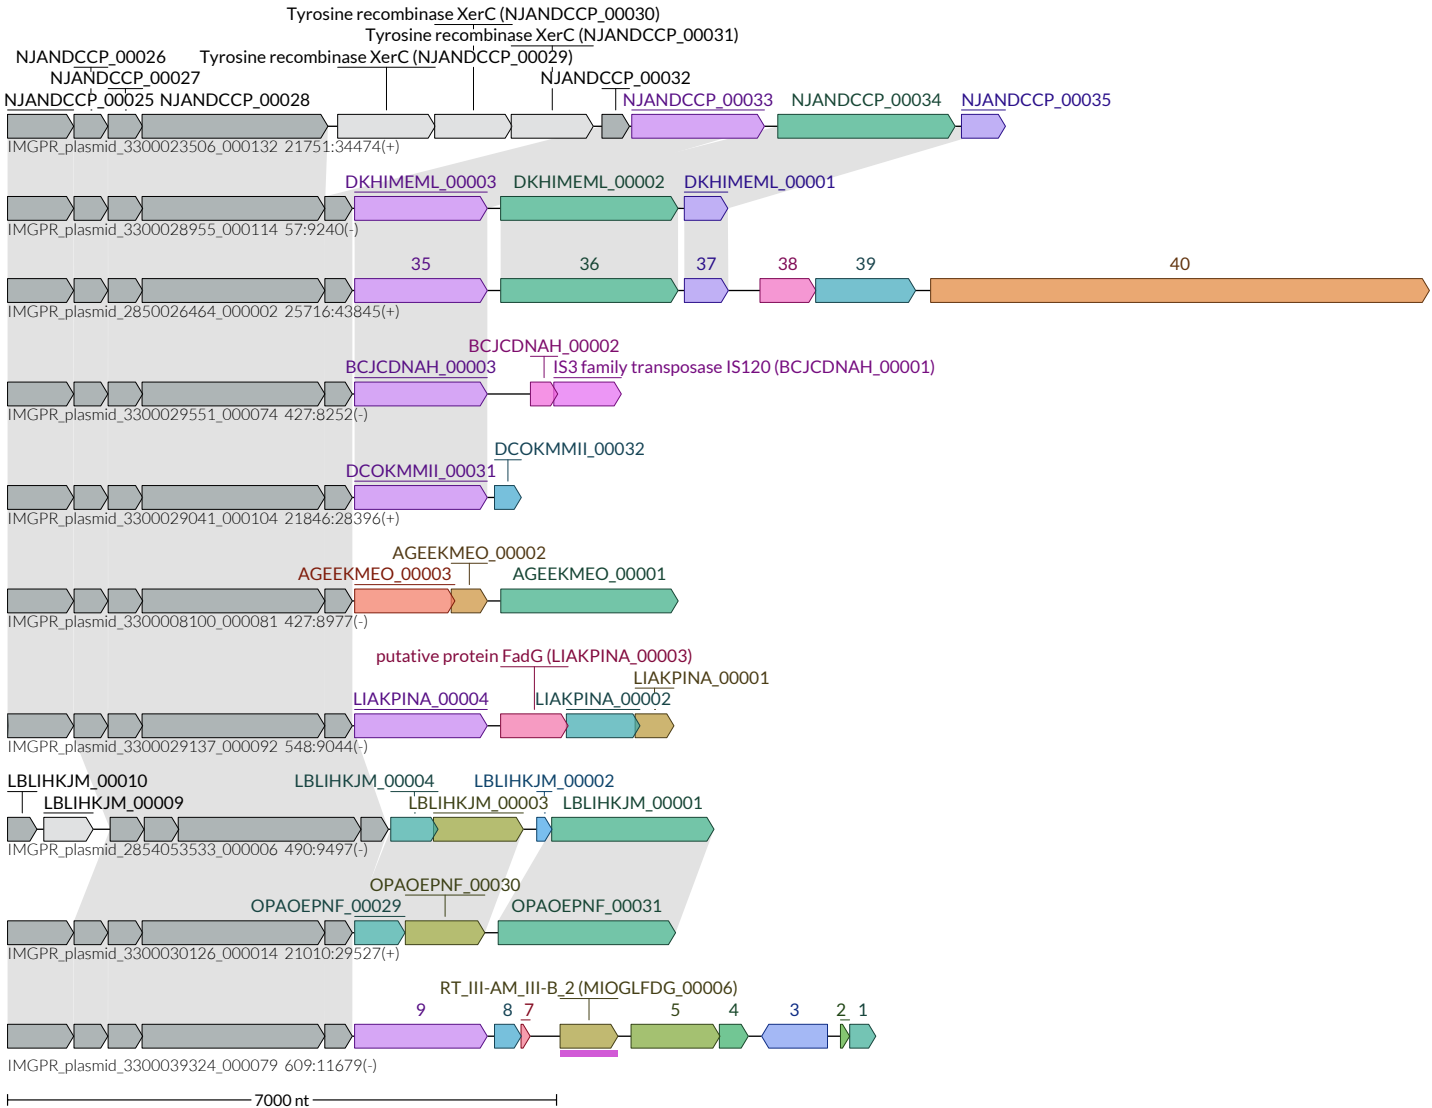 Tyrosine recombinase XerC (NJANDCCP_00030)
Tyrosine recombinase XerC (NJANDCCP_00031)
NJANDCCP_00026 Tyrosine recombinase XerC (NJANDCCP_00029)
NJANDCCP_00027 NJANDCCP_00032
NJANDCCP_00025 NJANDCCP_00028 NJANDCCP_00033 NJANDCCP_00034 NJANDCCP_00035
IMGPR_plasmid_3300023506_000132 21751:34474(+)
DKHIMEML_00003 DKHIMEML_00002 DKHIMEML_00001
IMGPR_plasmid_3300028955_000114 57:9240(-)
35 36 37 38 39 40
IMGPR_plasmid_2850026464_000002 25716:43845(+)
BCJCDNAH_00002
BCJCDNAH_00003 IS3 family transposase IS120 (BCJCDNAH_00001)
IMGPR_plasmid_3300029551_000074 427:8252(-)
DCOKMMII_00032
DCOKMMII_00031
IMGPR_plasmid_3300029041_000104 21846:28396(+)
AGEEKMEO_00002
AGEEKMEO_00003 AGEEKMEO_00001
IMGPR_plasmid_3300008100_000081 427:8977(-)
putative protein FadG (LIAKPINA_00003)
LIAKPINA_00001
LIAKPINA_00004 LIAKPINA_00002
IMGPR_plasmid_3300029137_000092 548:9044(-)
LBLIHKJM_00010 LBLIHKJM_00004 LBLIHKJM_00002
LBLIHKJM_00009 LBLIHKJM_00003 LBLIHKJM_00001
IMGPR_plasmid_2854053533_000006 490:9497(-)
OPAOEPNF_00030
OPAOEPNF_00029 OPAOEPNF_00031
IMGPR_plasmid_3300030126_000014 21010:29527(+)
RT_III-AM_III-B_2 (MIOGLFDG_00006)
9 8 7 5 4 3 2 1
IMGPR_plasmid_3300039324_000079 609:11679(-)
7000 nt